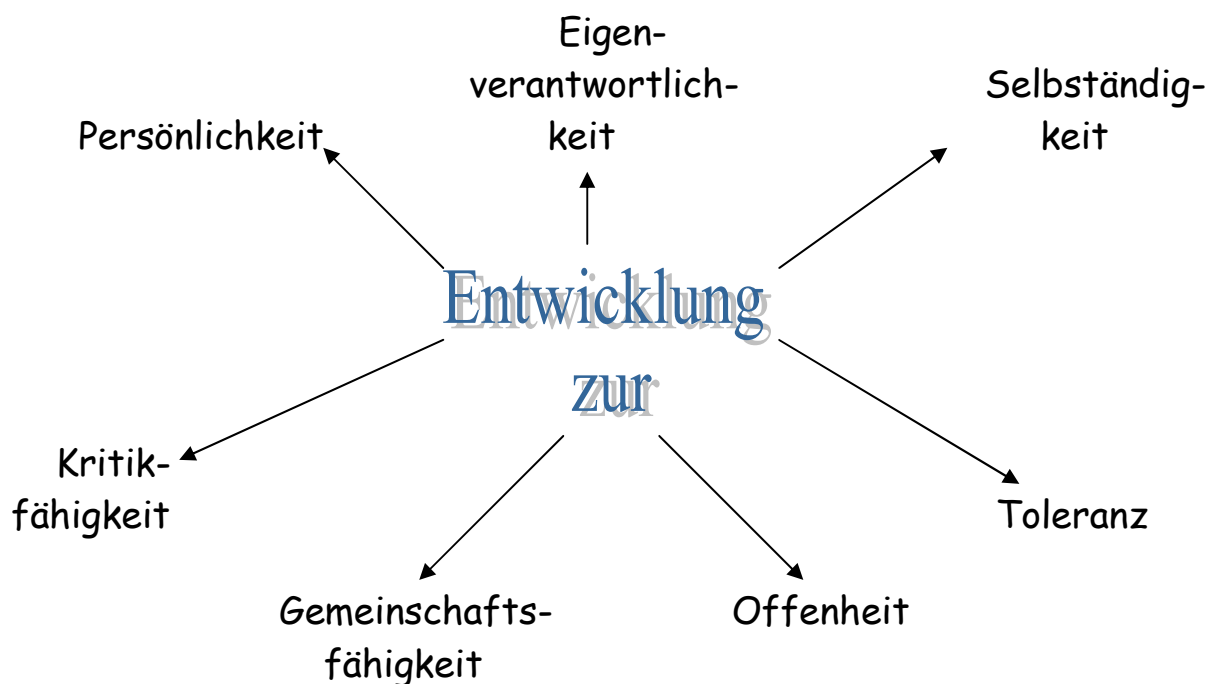 Eigen-
verantwortlich-
keit
Selbständig-
keit
Persönlichkeit
Entwicklung
zur
Kritik-
fähigkeit
Toleranz
Gemeinschafts-
fähigkeit
Offenheit